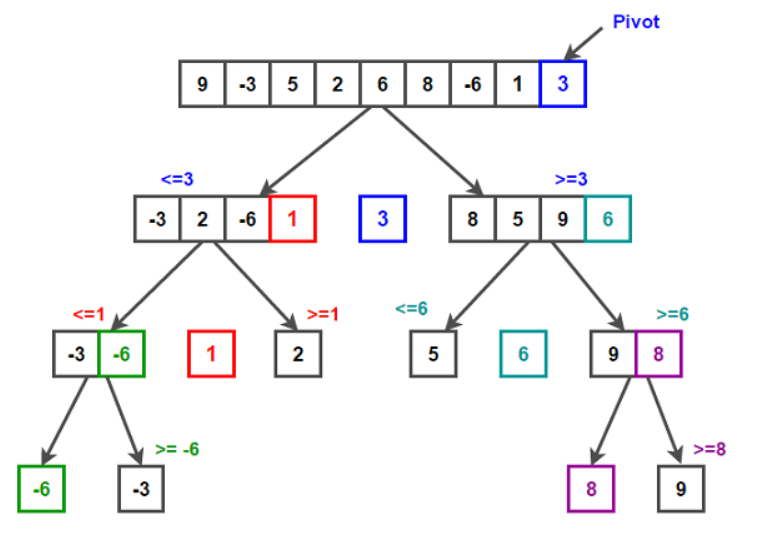 Pivot
9 -3 5 2 6 8 -6 1 3
<=3 >=3
-3 2 -6 1 3 8 5 9 6
<=1 >=1 <=6 >=6
-3 -6 1 2 5 6 9 8
>= -6 >=8
-6 -3 8 9